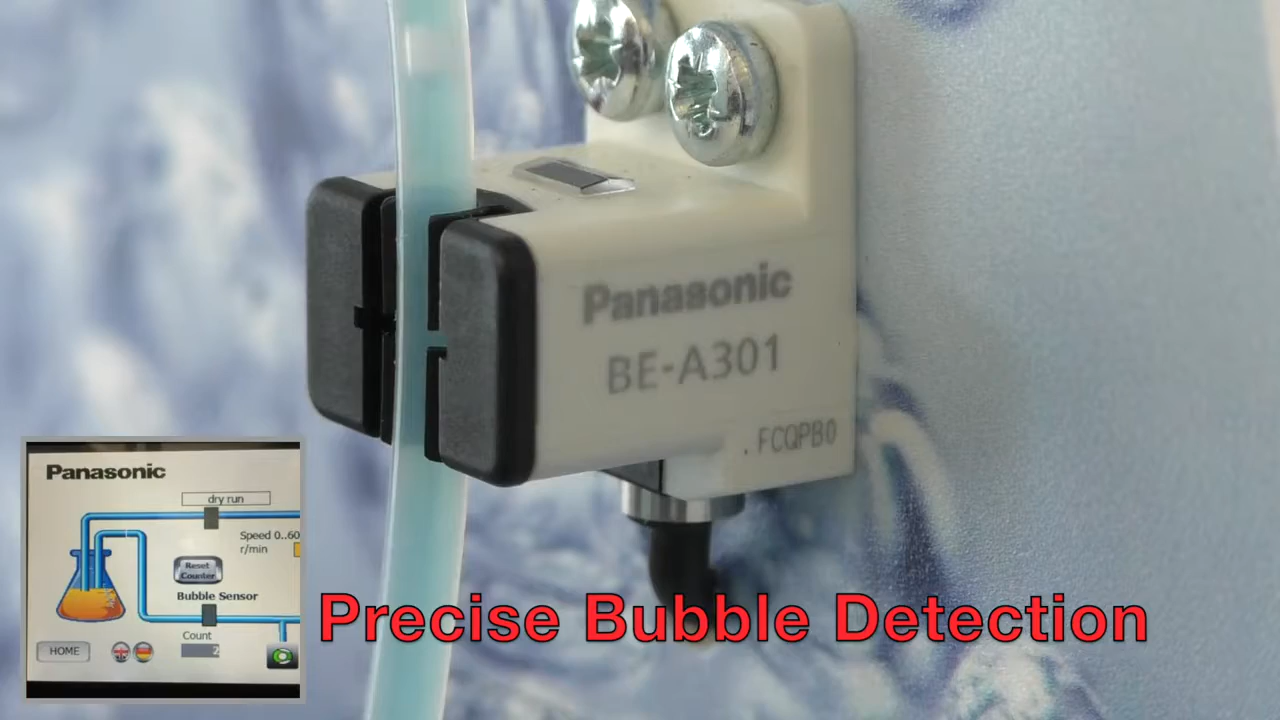 Panasonic
BE-A301
.FCQPB0
Panasonic
dry run
Speed 0..60
r/min
Reset
Counter
Bubble Sensor
Count
2
HOME
Precise Bubble Detection